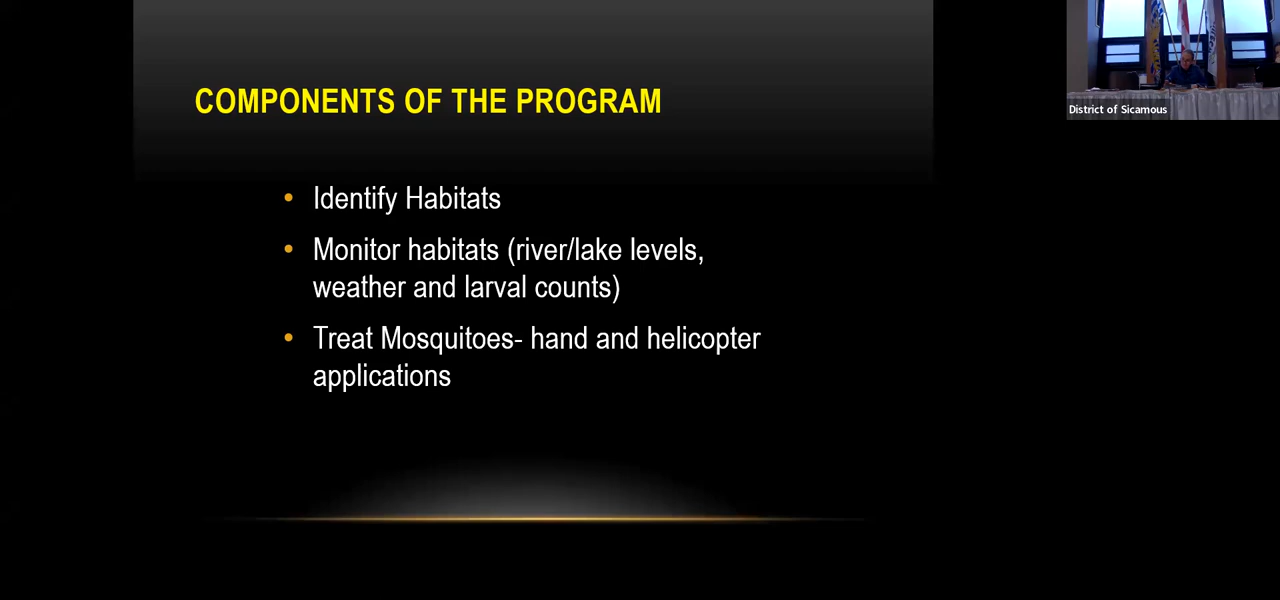 COMPONENTS OF THE PROGRAM
• Identify Habitats
• Monitor habitats (river/lake levels,
weather and larval counts)
• Treat Mosquitoes- hand and helicopter
applications
District of Sicamous